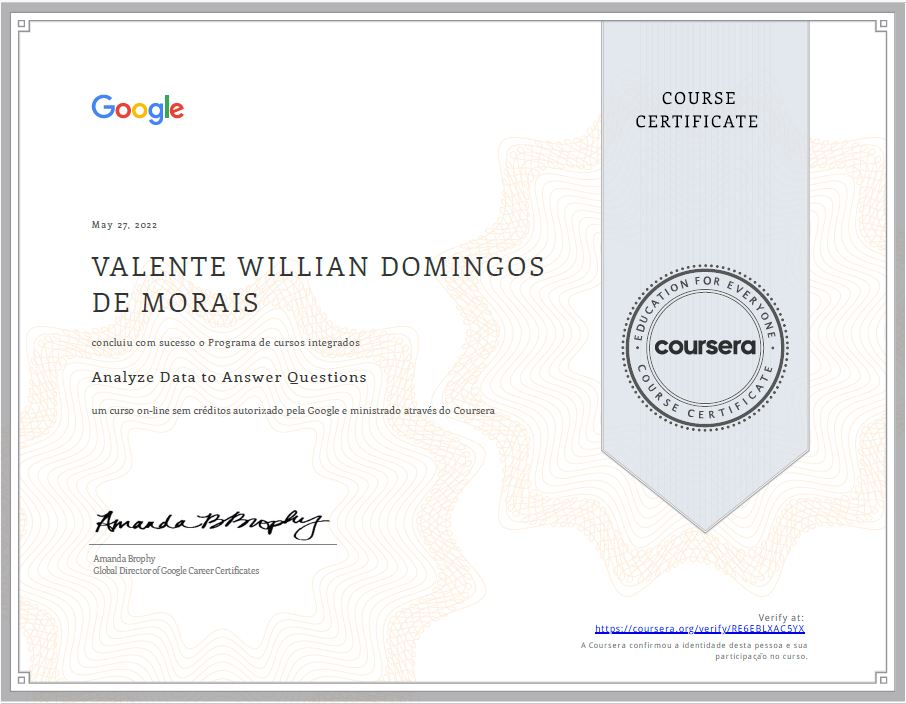 Google
COURSE
CERTIFICATE
May 27, 2022
VALENTE WILLIAN DOMINGOS
DE MORAIS
concluiu com sucesso o Programa de cursos integrados
Analyze Data to Answer Questions
um curso on-line sem créditos autorizado pela Google e ministrado através do Coursera
EDUCATION FOR EVERYONE
coursera
COURSE CERTIFICATE
Amanda B Brophy
Amanda Brophy
Global Director of Google Career Certificates
Verify at:
https://coursera.org/verify/RE6EBLXAC5YX
A Coursera confirmou a identidade desta pessoa e sua
participação no curso.